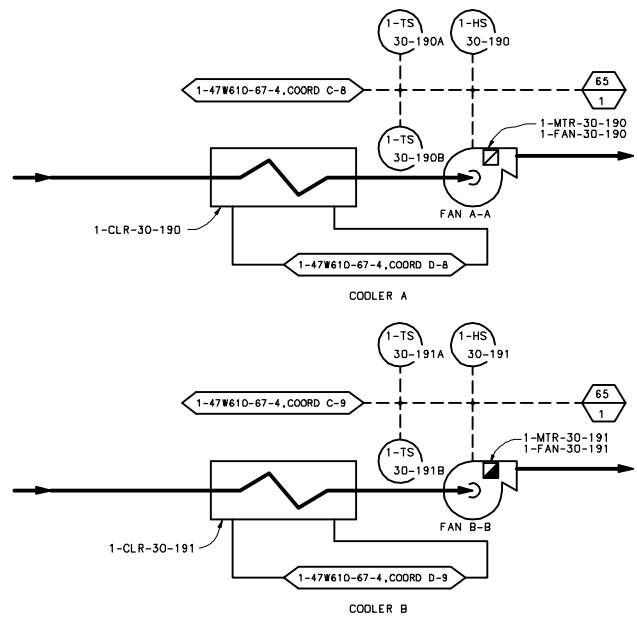 1-TS
30-190A
1-HS
30-190
1-47W610-67-4,COORD C-8
65
1
1-TS
30-190B
1-MTR-30-190
1-FAN-30-190
FAN A-A
1-CLR-30-190
1-47W610-67-4,COORD D-8
COOLER A
1-TS
30-191A
1-HS
30-191
1-47W610-67-4,COORD C-9
65
1
1-TS
30-191B
1-MTR-30-191
1-FAN-30-191
FAN B-B
1-CLR-30-191
1-47W610-67-4,COORD D-9
COOLER B